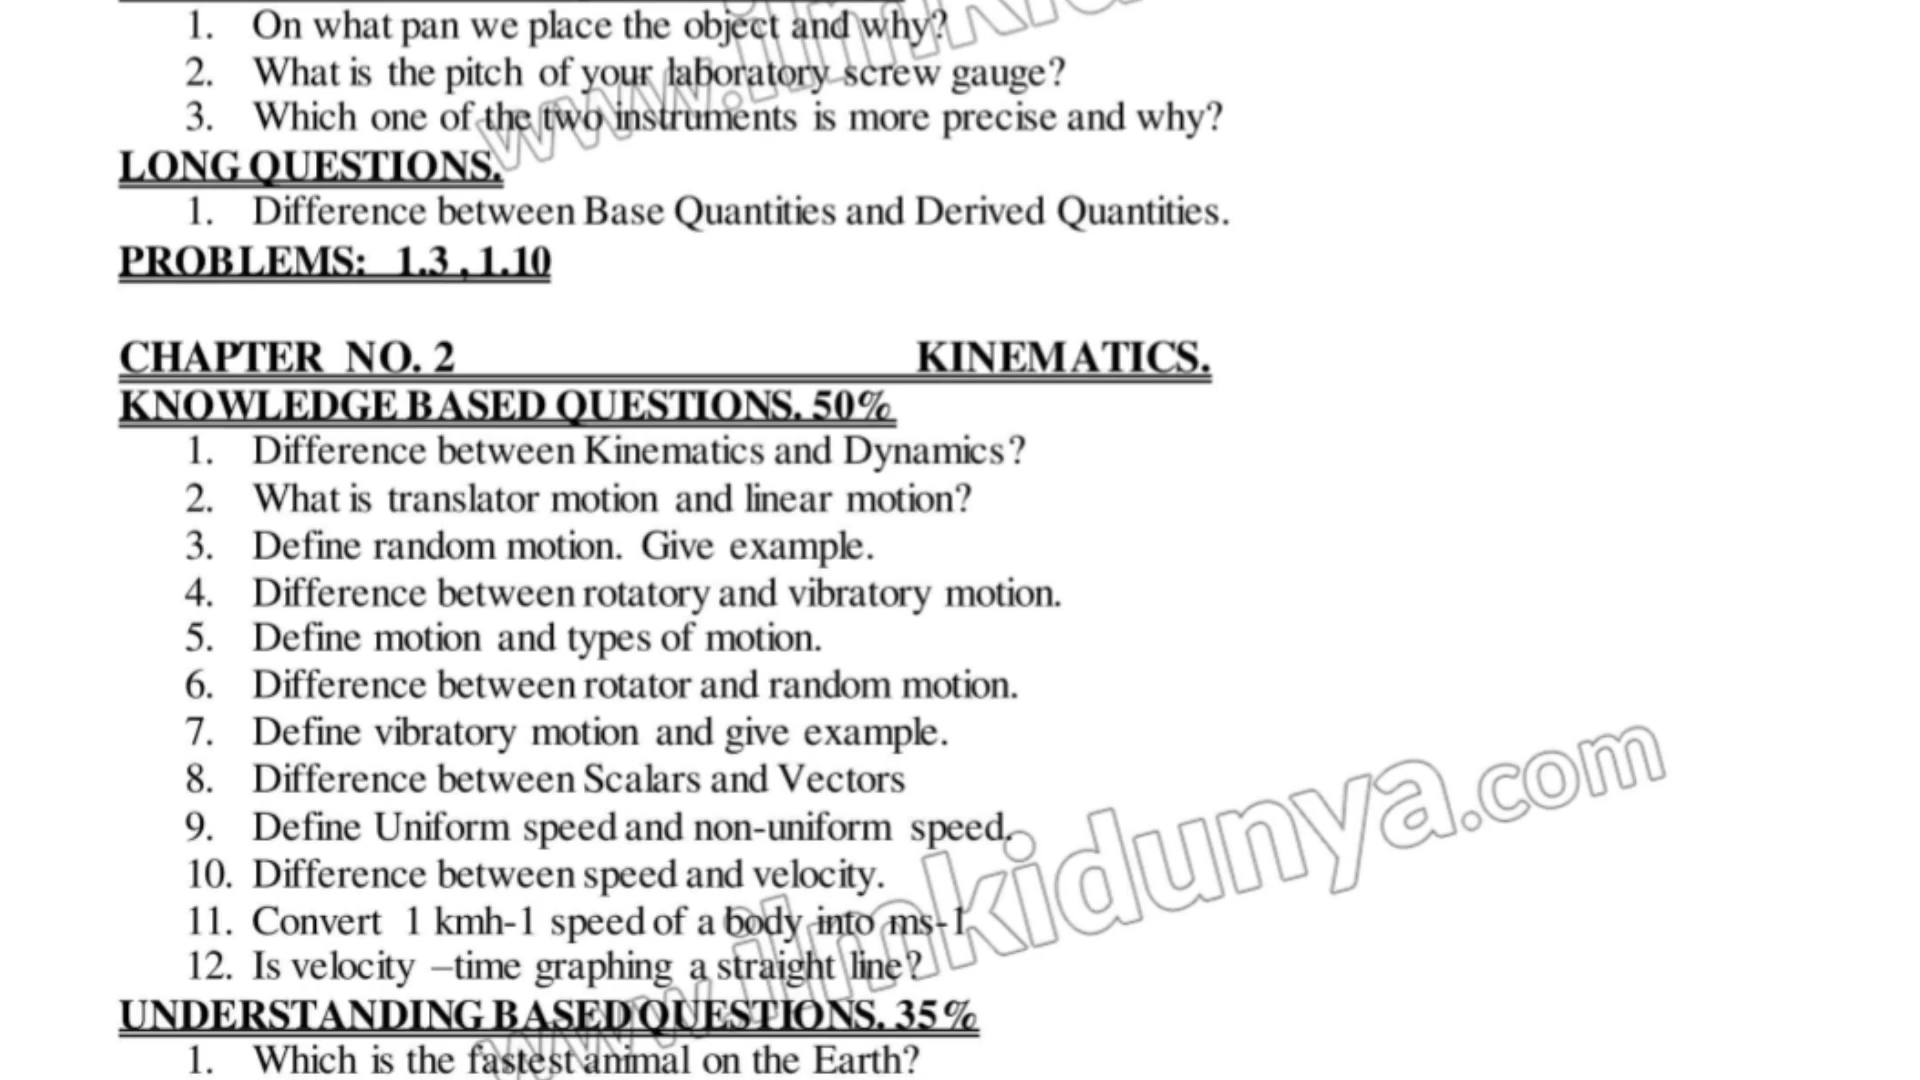 1. On what pan we place the object and why?
2. What is the pitch of your laboratory screw gauge?
3. Which one of the two instruments is more precise and why?
LONG QUESTIONS.
1. Difference between Base Quantities and Derived Quantities.
PROBLEMS: 1.3 , 1.10
CHAPTER NO. 2 KINEMATICS.
KNOWLEDGE BASED QUESTIONS. 50%
1. Difference between Kinematics and Dynamics?
2. What is translator motion and linear motion?
3. Define random motion. Give example.
4. Difference between rotatory and vibratory motion.
5. Define motion and types of motion.
6. Difference between rotator and random motion.
7. Define vibratory motion and give example.
8. Difference between Scalars and Vectors
9. Define Uniform speed and non-uniform speed.
10. Difference between speed and velocity.
11. Convert 1 kmh-1 speed of a body into ms-1
12. Is velocity –time graphing a straight line?
UNDERSTANDING BASED QUESTIONS. 35%
1. Which is the fastest animal on the Earth?
www.ilmkidunya.com